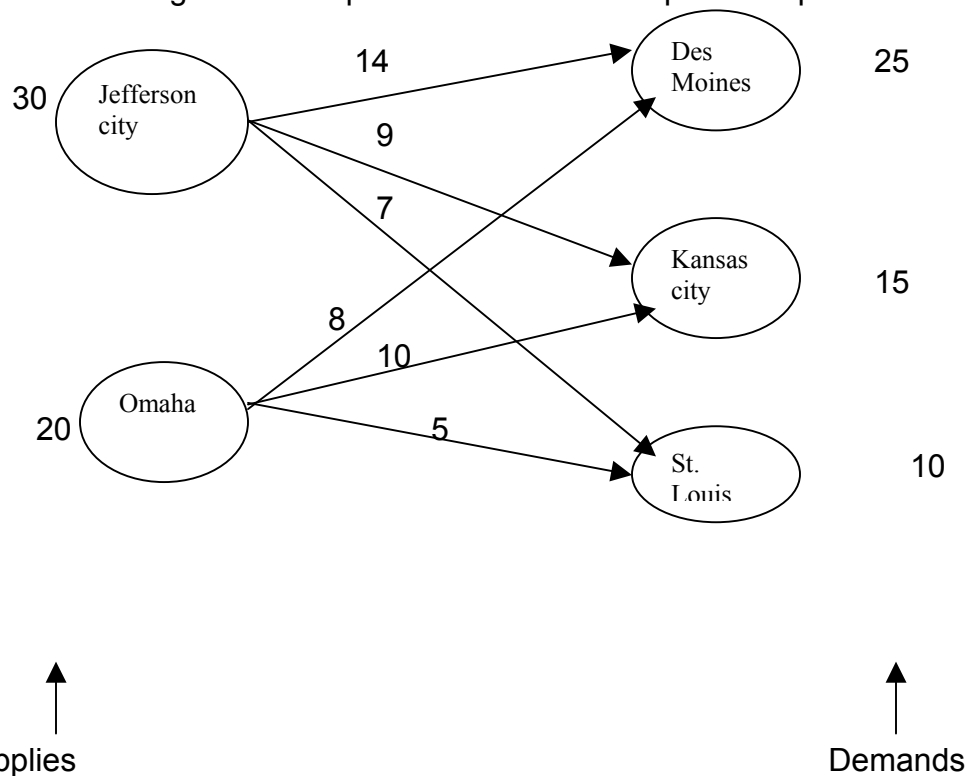 14
Des
Moines
25
30
Jefferson
city
9
7
Kansas
city
15
8
10
Omaha
20
5
St.
Louis
10
Demands